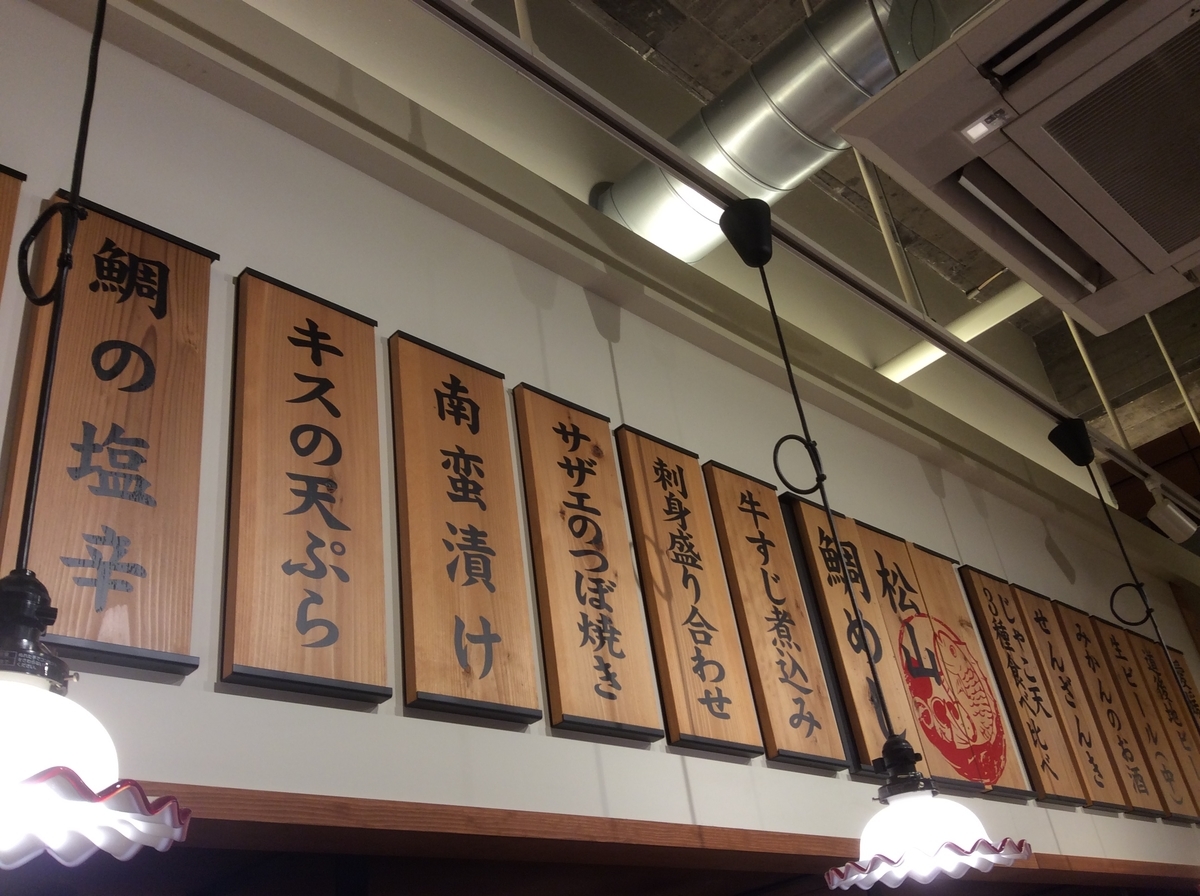 鯛の塩辛
キスの天ぷら
南蛮漬け
サザエのつぼ焼き
刺身盛り合わせ
牛すじ煮込み
松山
鯛め
じゃこ天
3種食べ比べ
せんざんき
みかんのお酒
生ビール(中)